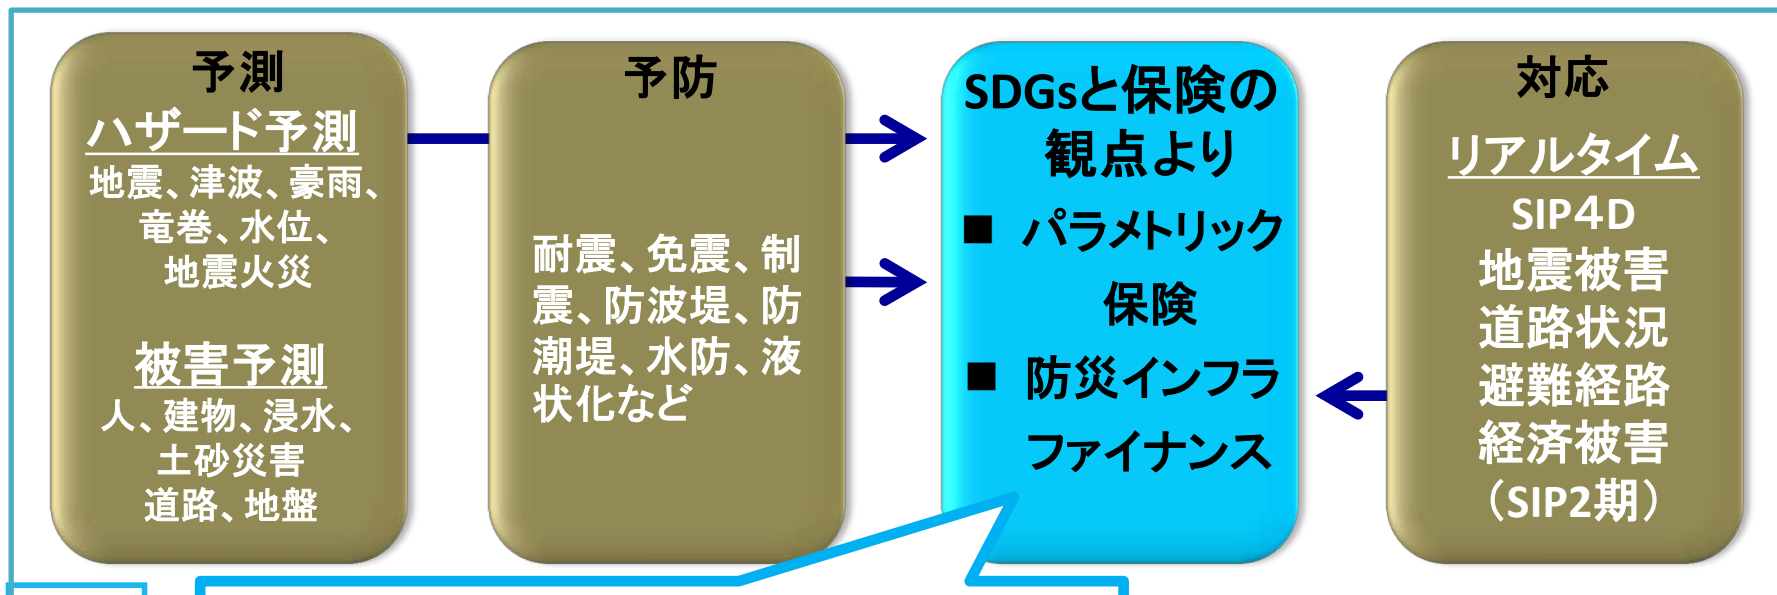 予測
ハザード予測
地震、津波、豪雨、
竜巻、水位、
地震火災
被害予測
人、建物、浸水、
土砂災害
道路、地盤
予防
耐震、免震、制
震、防波堤、防
潮堤、水防、液
状化など
SDGsと保険の
観点より
■ パラメトリック
保険
■ 防災インフラ
ファイナンス
対応
リアルタイム
SIP４D
地震被害
道路状況
避難経路
経済被害
（SIP2期）